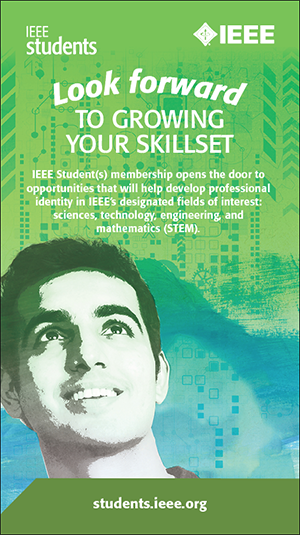 IEEE
students
IEEE
Look forward
TO GROWING
YOUR SKILLSET
IEEE Student(s) membership opens the door to
opportunities that will help develop professional
identity in IEEE's designated fields of interest:
sciences, technology, engineering, and
mathematics (STEM).
students.ieee.org